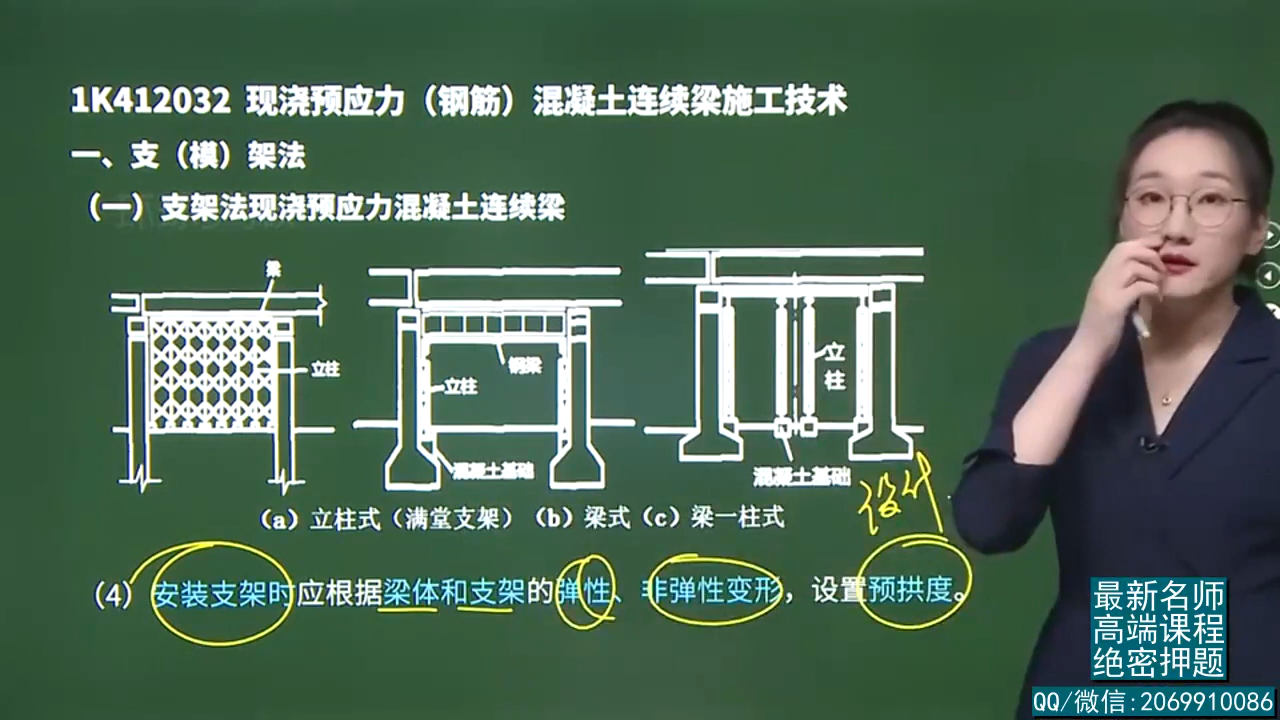 1K412032 现浇预应力（钢筋）混凝土连续梁施工技术
一、支（模）架法
（一）支架法现浇预应力混凝土连续梁
梁
立柱
立柱
钢梁
混凝土基础
立柱
混凝土基础
（a）立柱式（满堂支架）（b）梁式（c）梁一柱式
设计
（4）安装支架时应根据梁体和支架的弹性、非弹性变形，设置预拱度。
最新名师
高端课程
绝密押题
QQ/微信:2069910086